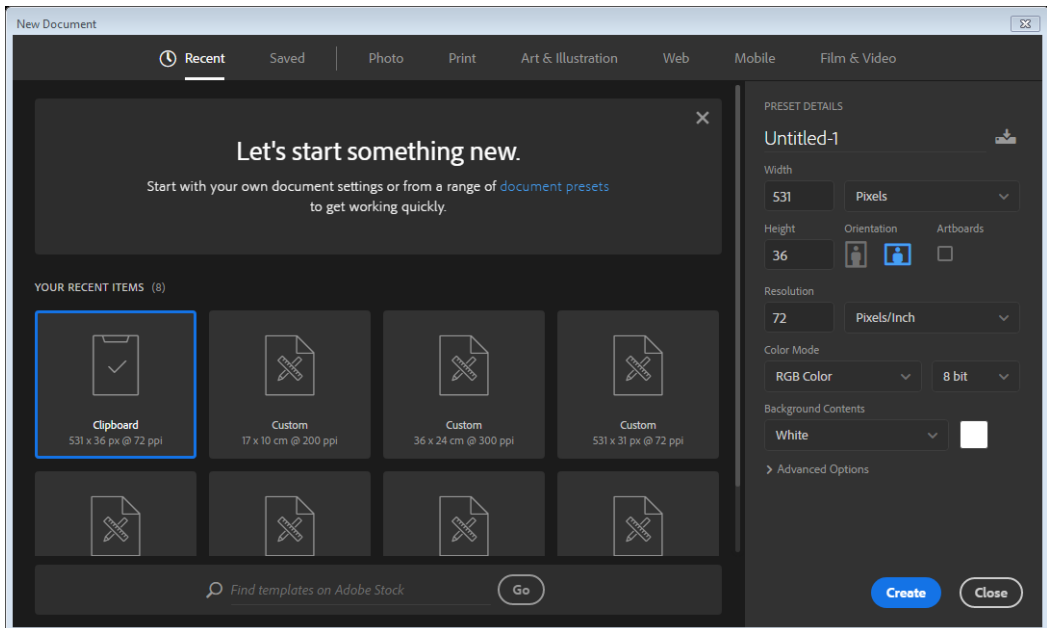 New Document
Recent Saved Photo Print Art & Illustration Web Mobile Film & Video
Let's start something new.
Start with your own document settings or from a range of document presets
to get working quickly.
YOUR RECENT ITEMS (8)
Clipboard
531 x 36 px @ 72 ppi
Custom
17 x 10 cm @ 200 ppi
Custom
36 x 24 cm @ 300 ppi
Custom
531 x 31 px @ 72 ppi
Find templates on Adobe Stock
Go
PRESET DETAILS
Untitled-1
Width
531 Pixels
Height Orientation Artboards
36
Resolution
72 Pixels/Inch
Color Mode
RGB Color 8 bit
Background Contents
White
Advanced Options
Create Close